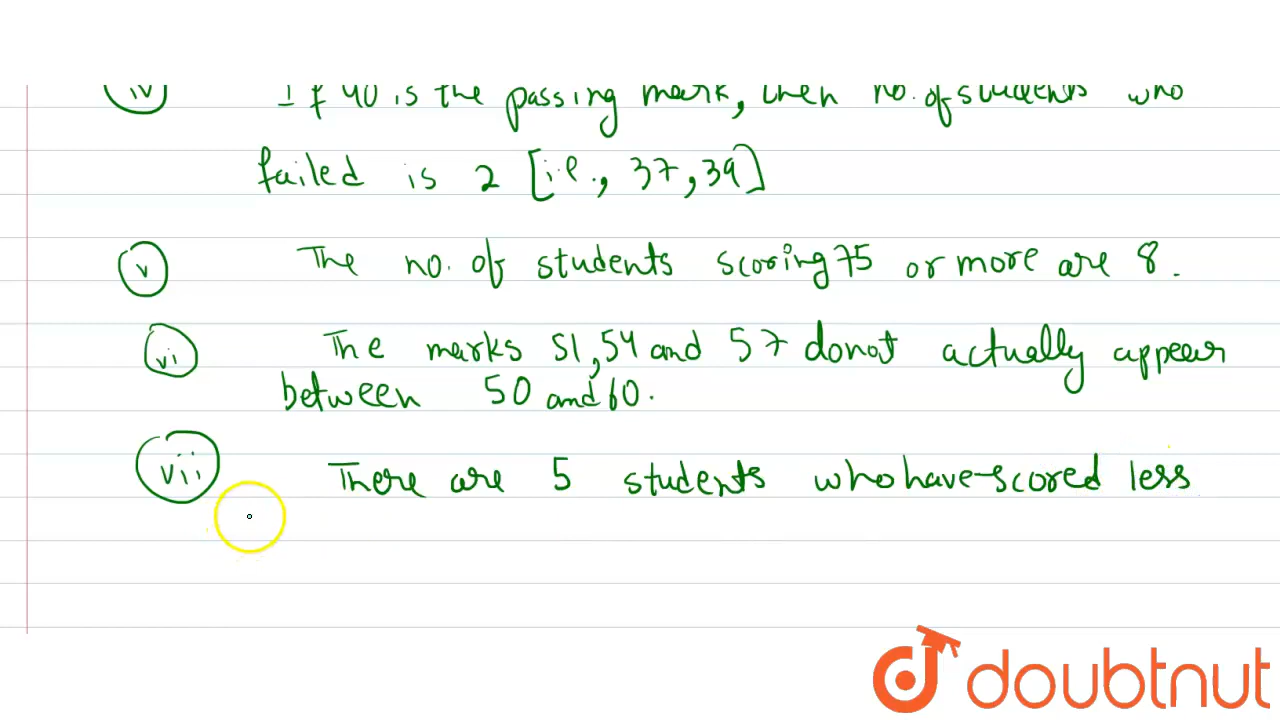 iv If 40 is the passing mark, then no. of students who
failed is 2 [i.e., 37, 39]
v The no. of students scoring 75 or more are 8.
vi The marks 51, 54 and 57 donot actually appear
between 50 and 60.
vii There are 5 students who have scored less
doubtnut